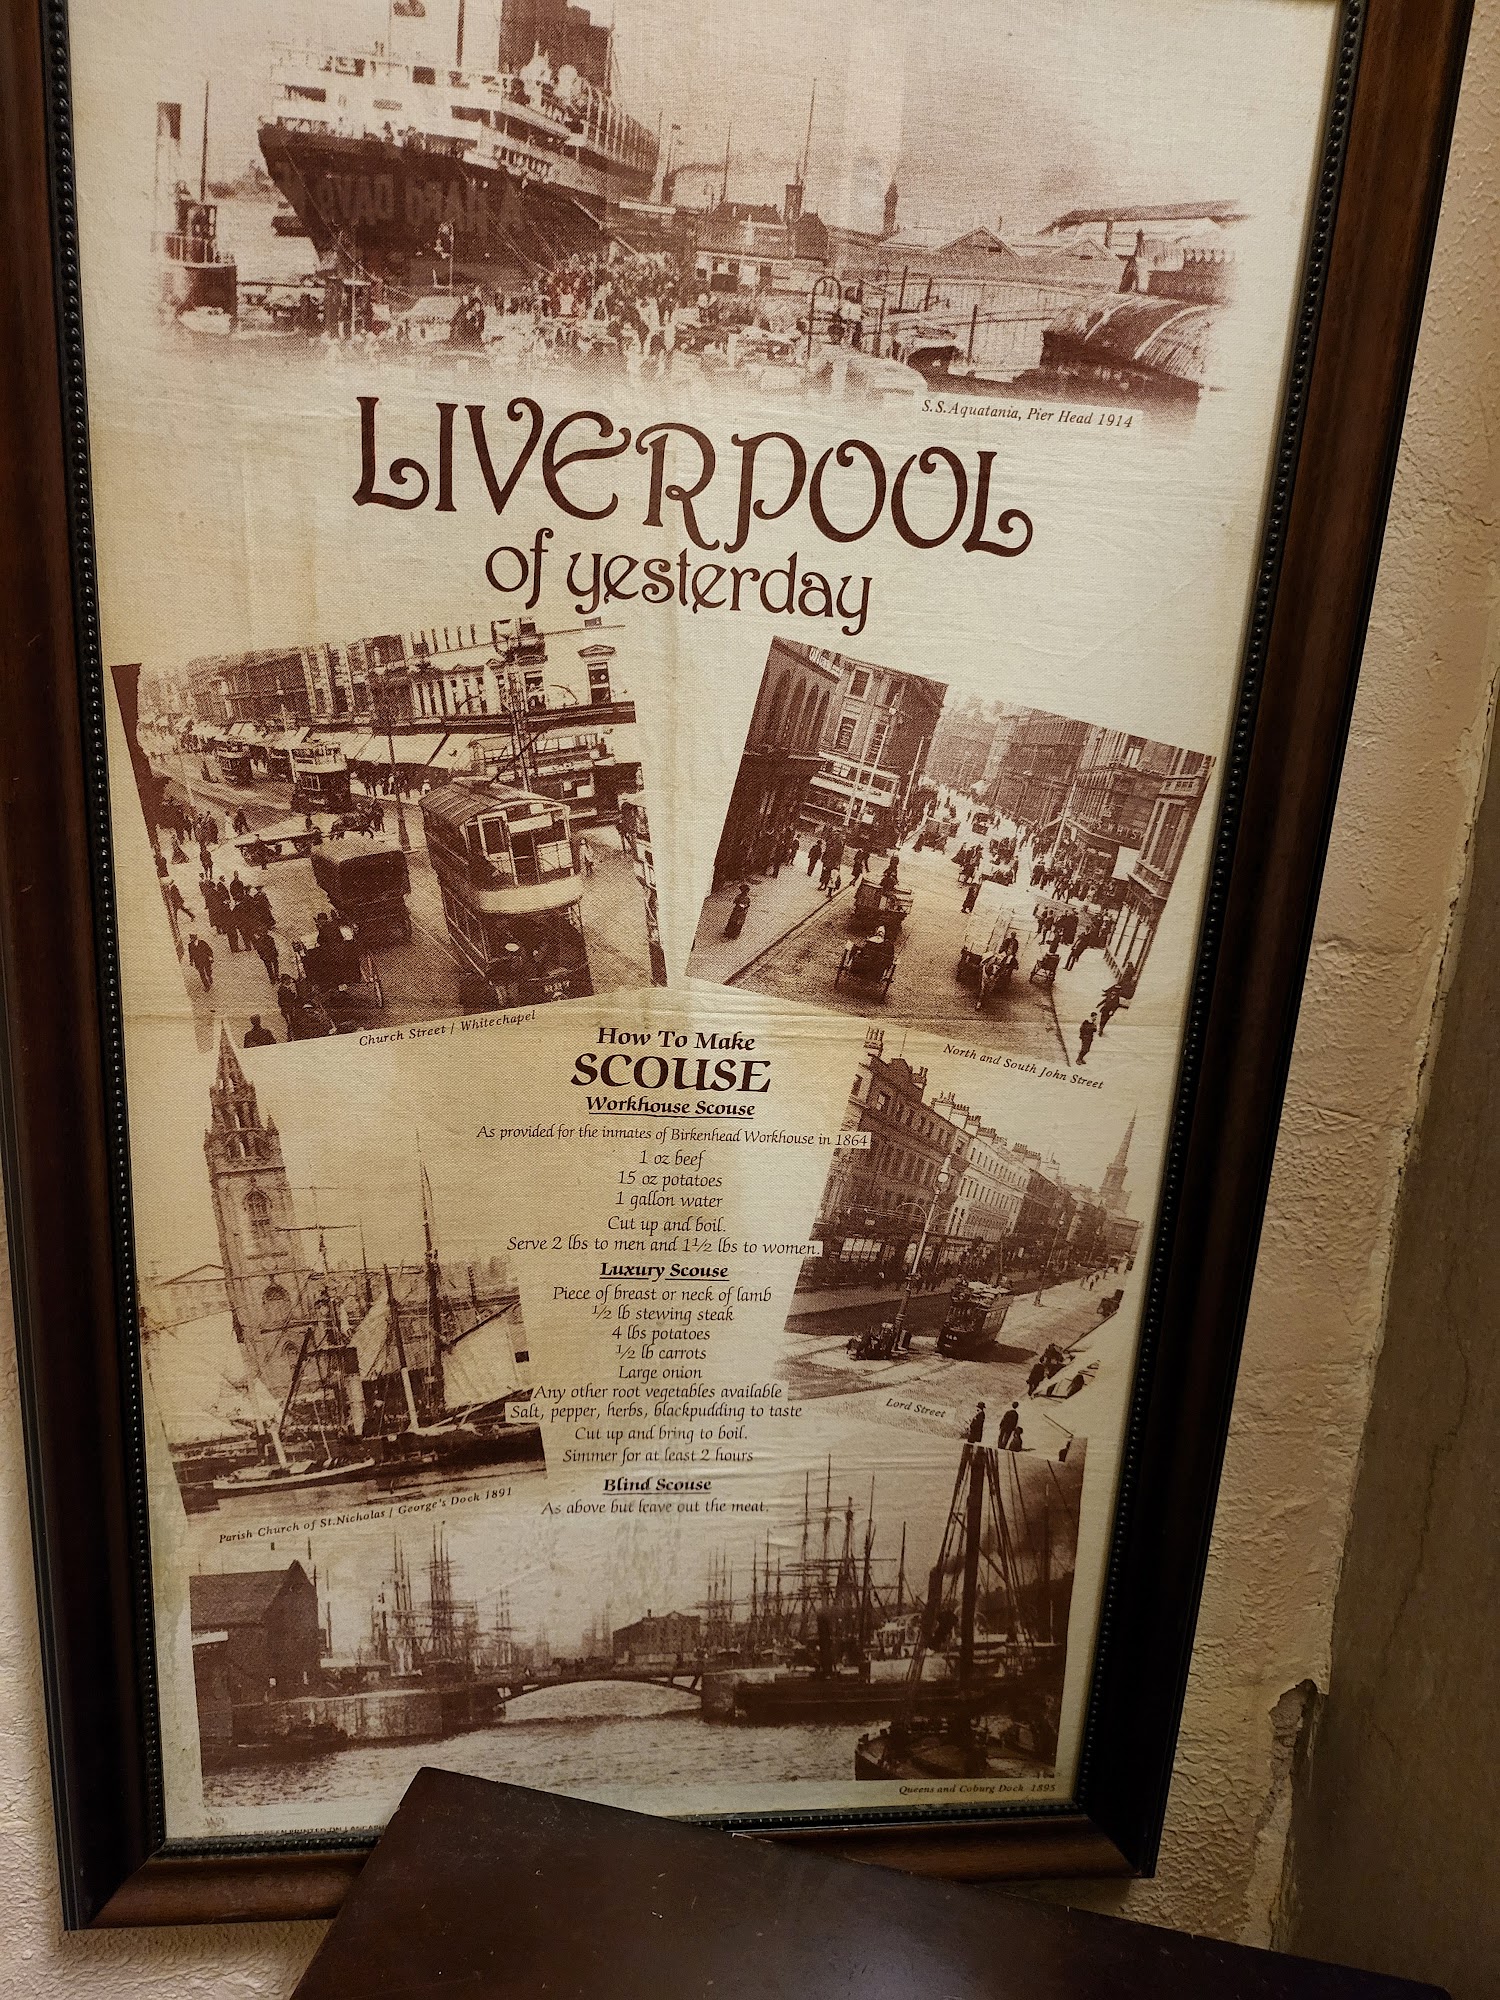 S.S.Aquatania, Pier Head 1914
LIVERPOOL
of yesterday
Church Street / Whitechapel
North and South John Street
How To Make
SCOUSE
Workhouse Scouse
As provided for the inmates of Birkenhead Workhouse in 1864
1 oz beef
15 oz potatoes
1 gallon water
Cut up and boil.
Serve 2 lbs to men and 1½ lbs to women.
Luxury Scouse
Piece of breast or neck of lamb
½ lb stewing steak
4 lbs potatoes
½ lb carrots
Large onion
Any other root vegetables available
Salt, pepper, herbs, blackpudding to taste
Cut up and bring to boil.
Simmer for at least 2 hours
Blind Scouse
As above but leave out the meat.
Lord Street
Parish Church of St.Nicholas / George's Dock 1891
Queens and Coburg Dock 1895